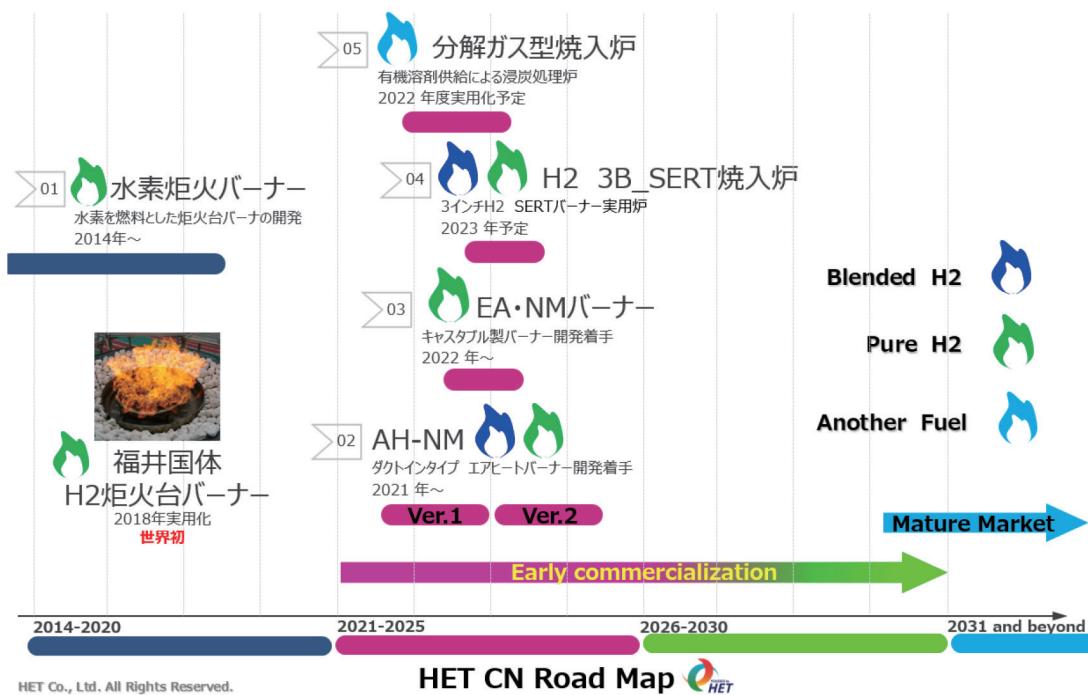 05 分解ガス型焼入炉
有機溶剤供給による浸炭処理炉
2022 年度実用化予定
01 水素炬火バーナー
水素を燃料とした炬火台バーナの開発
2014年～
04 H2 3B_SERT焼入炉
3インチH2 SERTバーナー実用炉
2023 年予定
03 EA・NMバーナー
キャスタブル製バーナー開発着手
2022 年～
02 AH-NM
ダクトインタイプ エアヒートバーナー開発着手
2021 年～
Ver.1 Ver.2
福井国体
H2炬火台バーナー
2018年実用化
世界初
Blended H2
Pure H2
Another Fuel
Mature Market
Early commercialization
2014-2020 2021-2025 2026-2030 2031 and beyond
HET CN Road Map HET
HET Co., Ltd. All Rights Reserved.